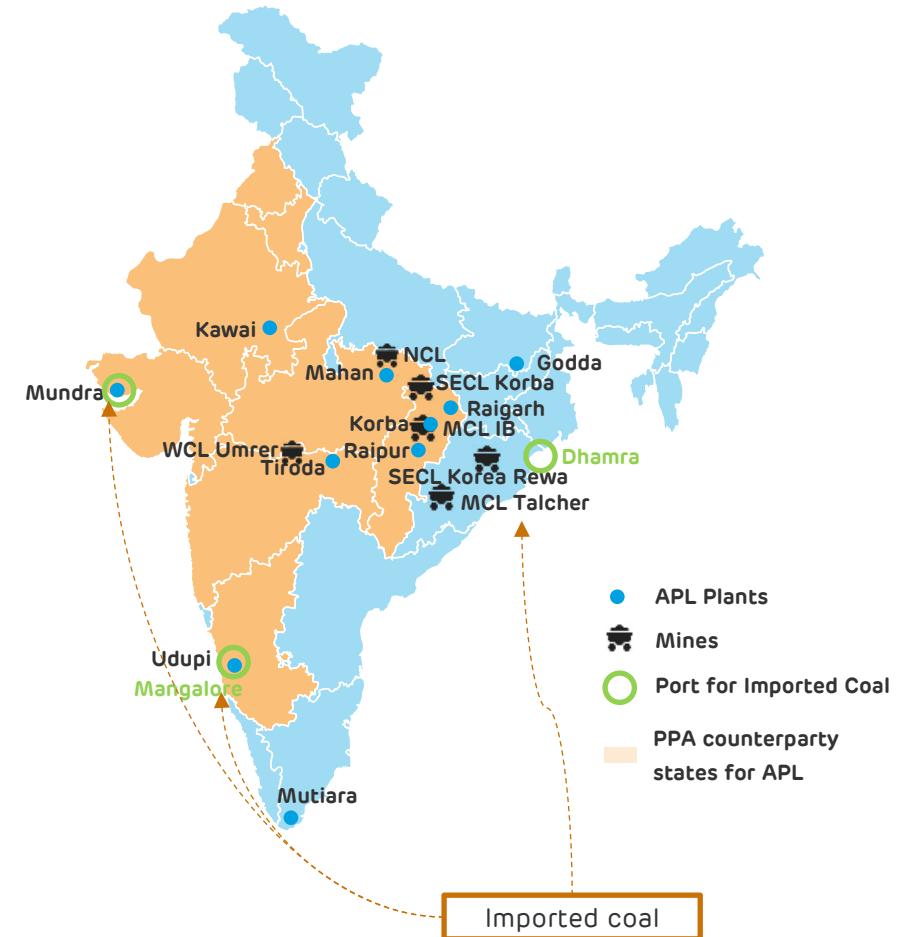 Kawai
NCL
Mahan
Godda
SECL Korba
Mundra
Raigarh
Korba
MCL IB
WCL Umrer
Raipur
Tiroda
Dhamra
SECL Korea Rewa
MCL Talcher
APL Plants
Mines
Udupi
Mangalore
Port for Imported Coal
PPA counterparty
states for APL
Mutiara
Imported coal